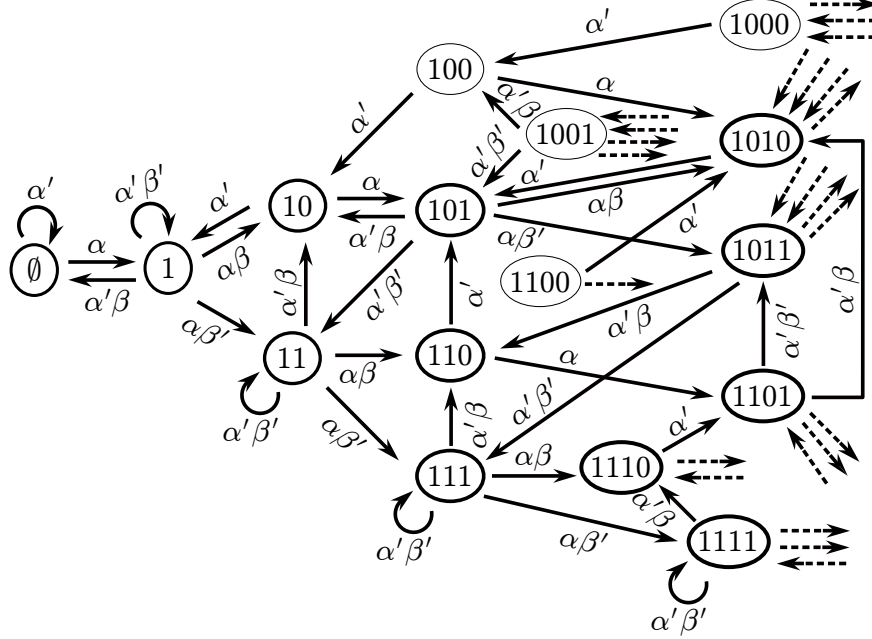 1000
α′
100
α
α′β
1001
1010
α′
α′β′
α′
α′
α′β′
α′
10
α
101
αβ
α′β
αβ′
α′
1011
∅
α
1
αβ
α′β
α′β
α′β′
1100
α′β
αβ′
α′
α′β
11
αβ
110
α
α′β′
α′β′
αβ′
α′β
α′β′
1101
α′
111
αβ
1110
α′β′
αβ′
α′β
1111
α′β′